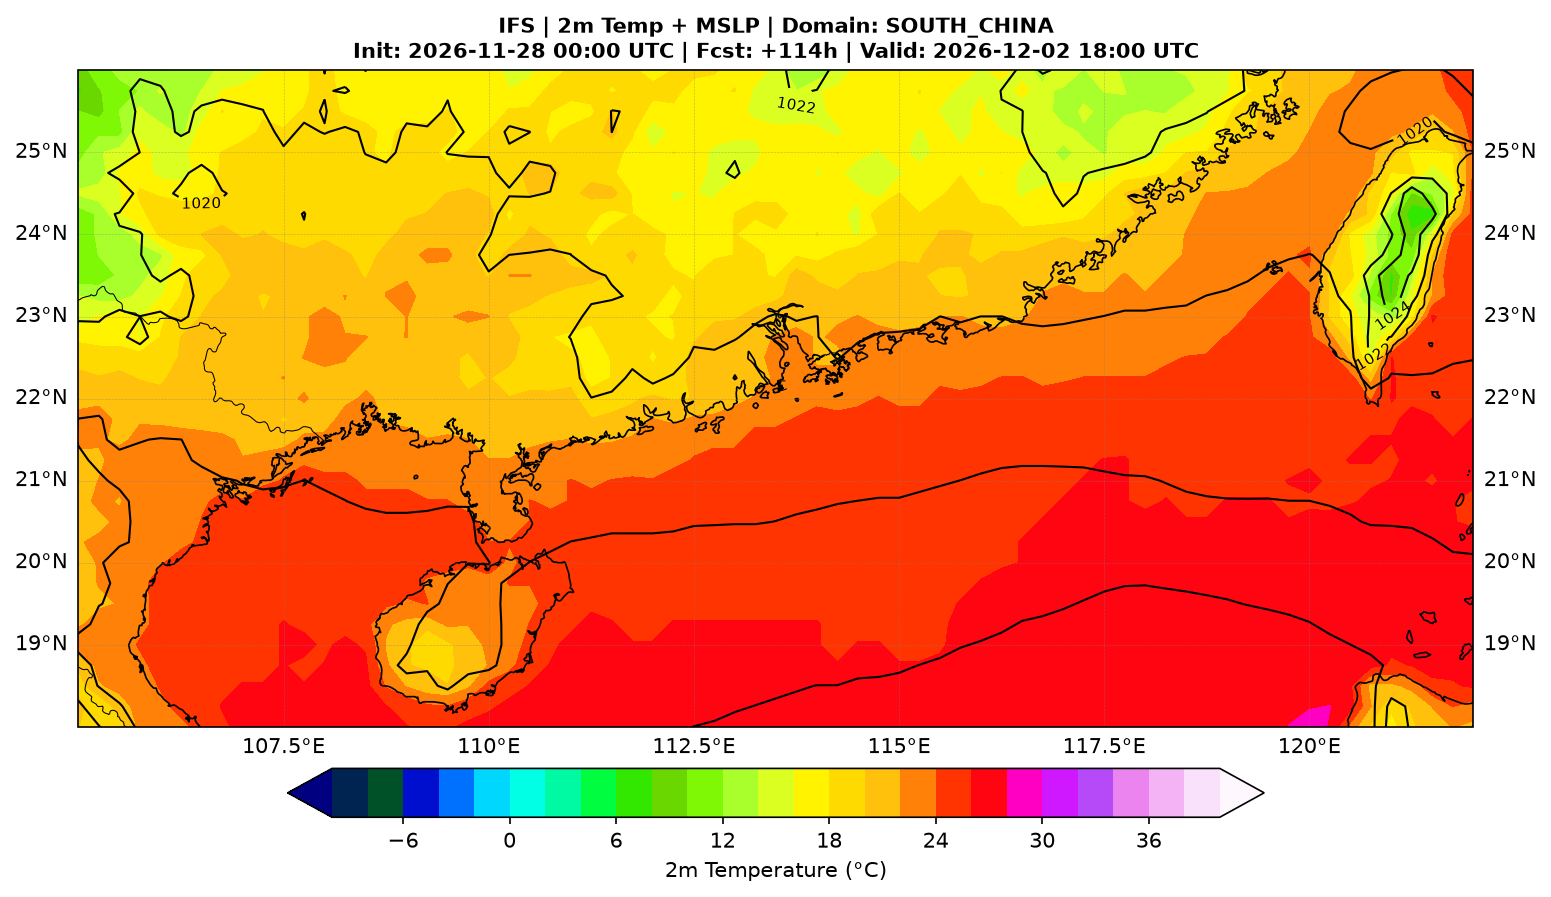 IFS | 2m Temp + MSLP | Domain: SOUTH_CHINA
Init: 2026-11-28 00:00 UTC | Fcst: +114h | Valid: 2026-12-02 18:00 UTC
1022
1020
1020
1024
1022
25°N
25°N
24°N
24°N
23°N
23°N
22°N
22°N
21°N
21°N
20°N
20°N
19°N
19°N
107.5°E
110°E
112.5°E
115°E
117.5°E
120°E
−6
0
6
12
18
24
30
36
2m Temperature (°C)